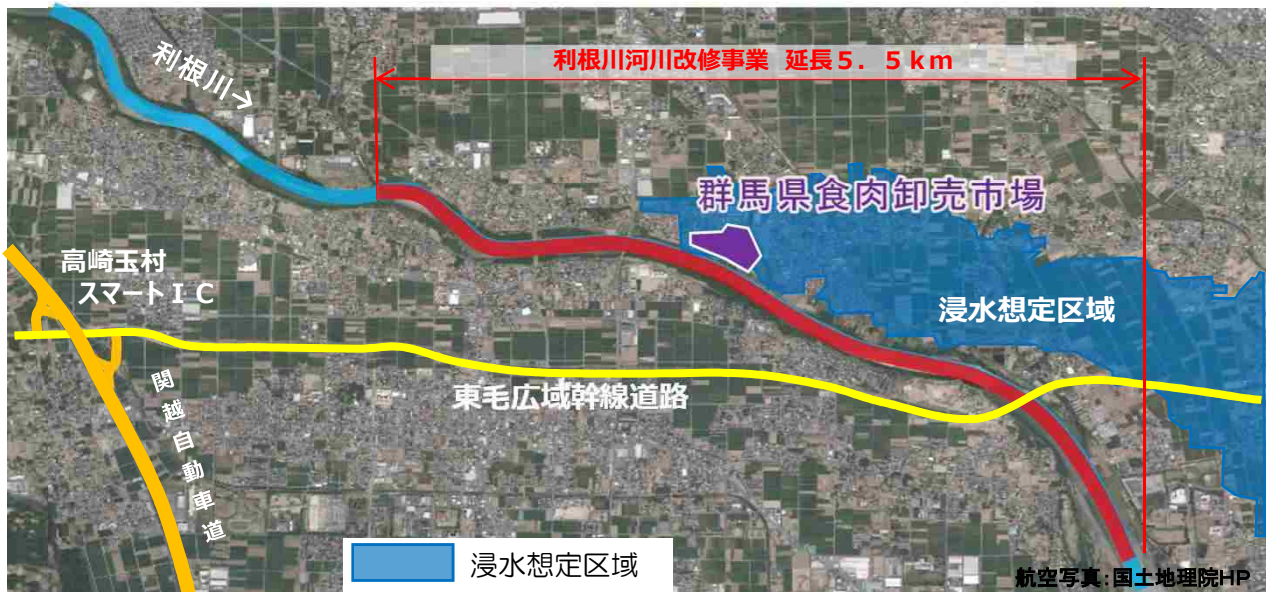 利根川→
利根川河川改修事業 延長５．５ｋｍ
群馬県食肉卸売市場
高崎玉村
スマートＩＣ
浸水想定区域
関越自動車道
東毛広域幹線道路
浸水想定区域
航空写真:国土地理院HP